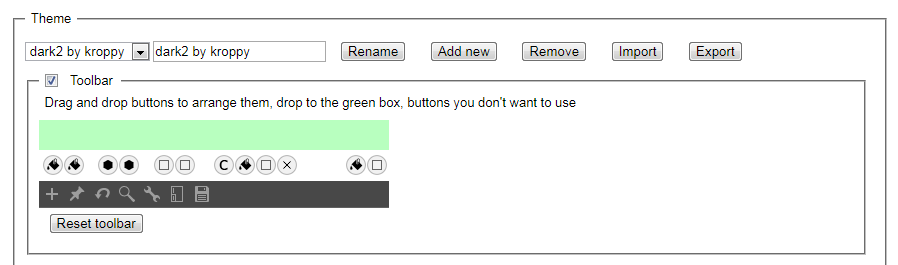 Theme
dark2 by kroppy dark2 by kroppy Rename Add new Remove Import Export
Toolbar
Drag and drop buttons to arrange them, drop to the green box, buttons you don't want to use
C
Reset toolbar